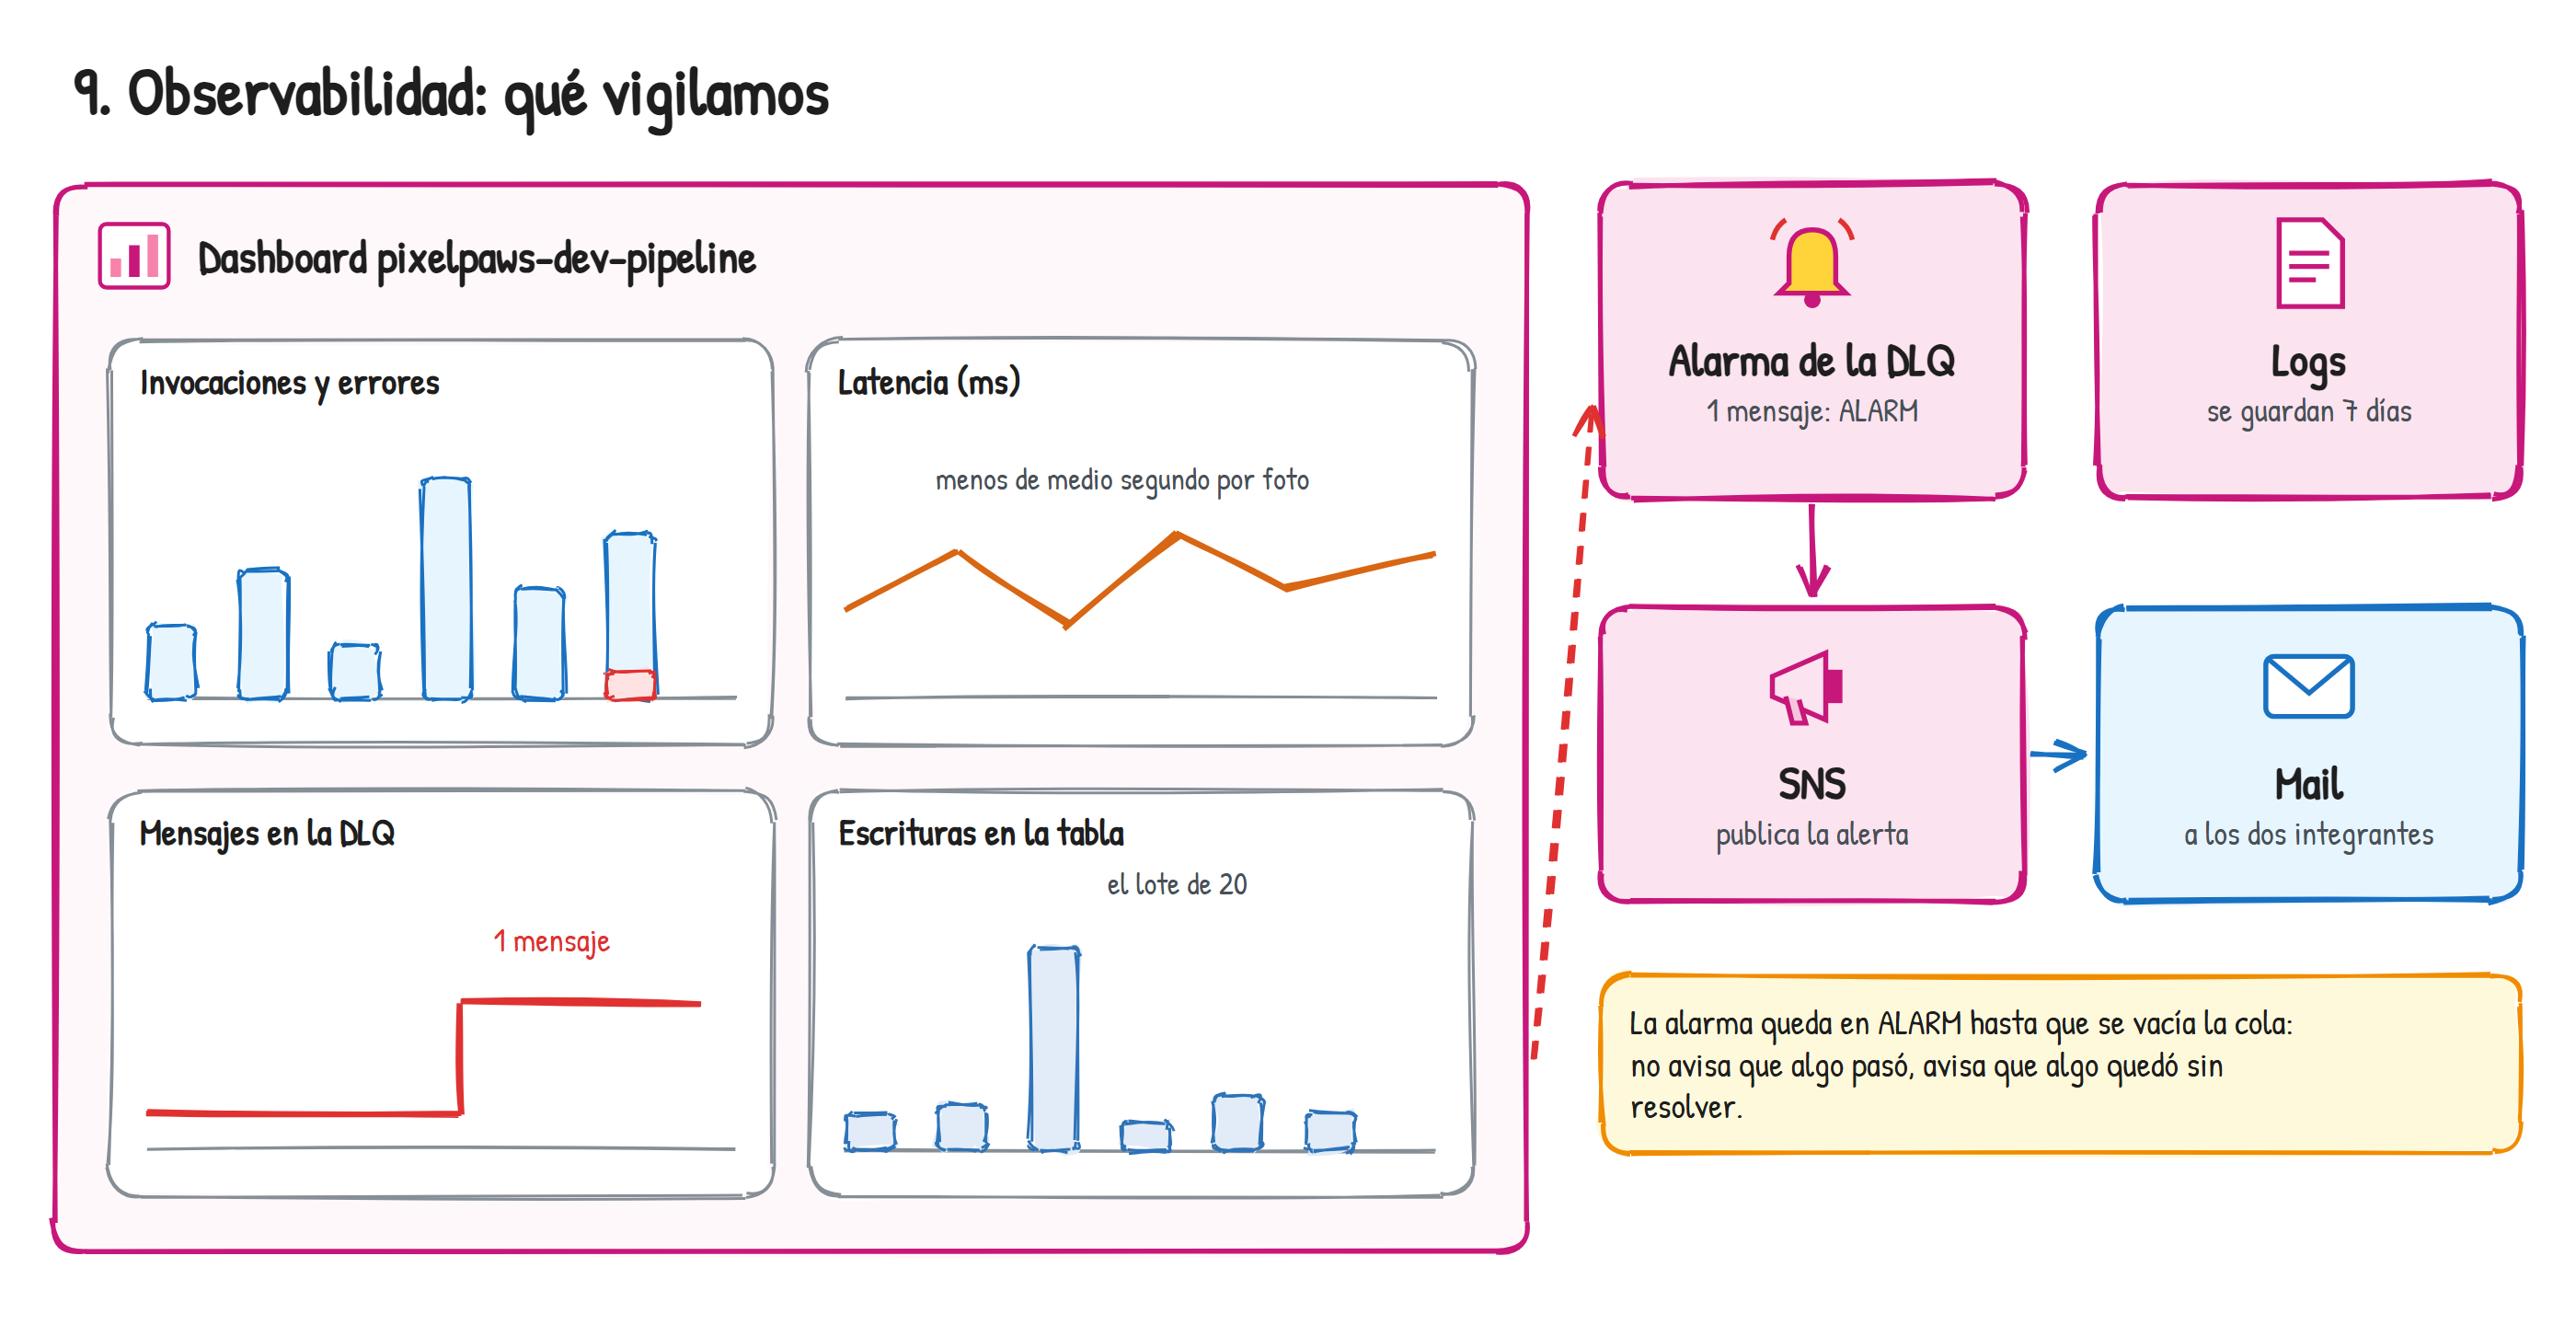 9. Observabilidad: qué vigilamos
Dashboard pixelpaws-dev-pipeline
Invocaciones y errores
Latencia (ms)
menos de medio segundo por foto
Mensajes en la DLQ
1 mensaje
Escrituras en la tabla
el lote de 20
Alarma de la DLQ
1 mensaje: ALARM
Logs
se guardan 7 días
SNS
publica la alerta
Mail
a los dos integrantes
La alarma queda en ALARM hasta que se vacía la cola:
no avisa que algo pasó, avisa que algo quedó sin
resolver.